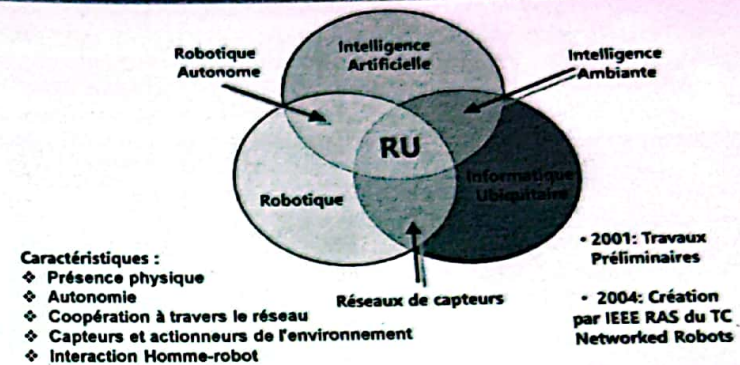 Robotique
Autonome
Intelligence
Artificielle
Intelligence
Ambiante
RU
Robotique
Informatique
Ubiquitaire
Réseaux de capteurs
Caractéristiques :
❖ Présence physique
❖ Autonomie
❖ Coopération à travers le réseau
❖ Capteurs et actionneurs de l'environnement
❖ Interaction Homme-robot
• 2001: Travaux
Préliminaires
• 2004: Création
par IEEE RAS du TC
Networked Robots